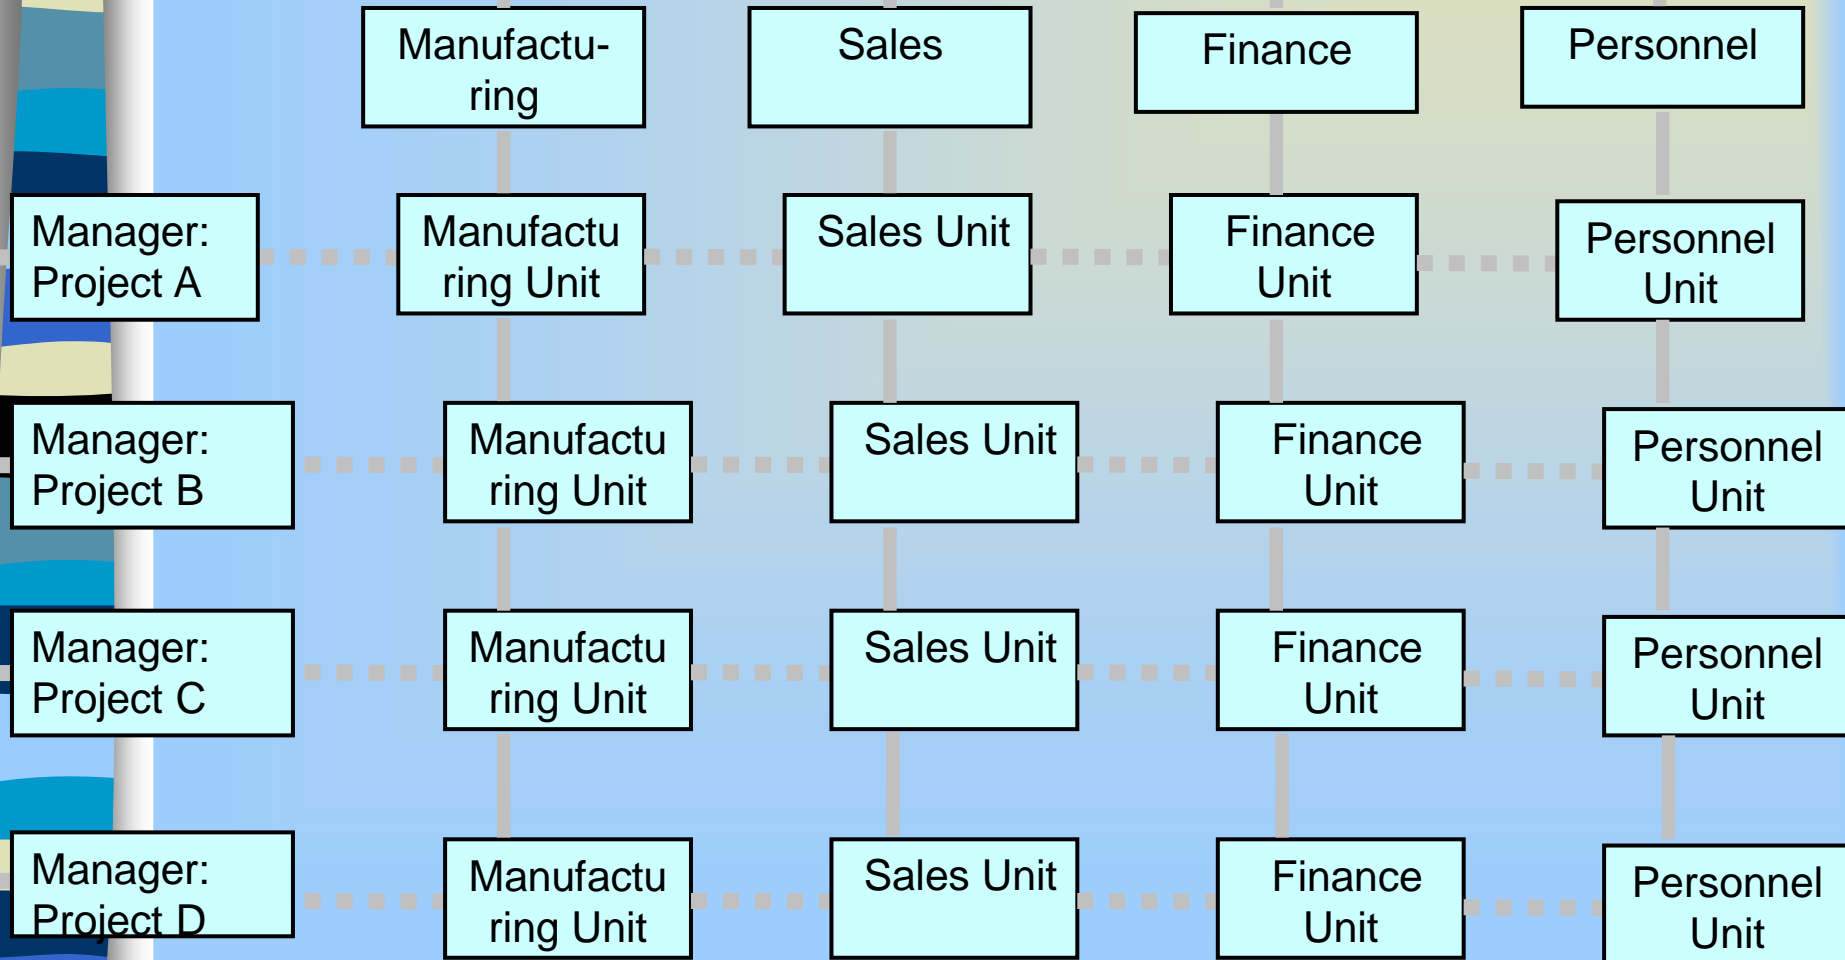 Manufactu-
ring
Sales
Finance
Personnel
Manager:
Project A
Manufactu
ring Unit
Sales Unit
Finance
Unit
Personnel
Unit
Manager:
Project B
Manufactu
ring Unit
Sales Unit
Finance
Unit
Personnel
Unit
Manager:
Project C
Manufactu
ring Unit
Sales Unit
Finance
Unit
Personnel
Unit
Manager:
Project D
Manufactu
ring Unit
Sales Unit
Finance
Unit
Personnel
Unit